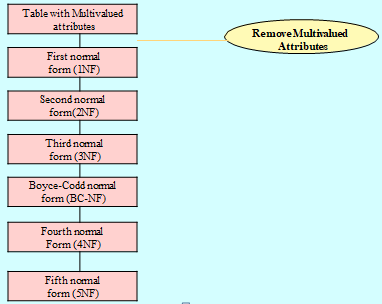 Table with Multivalued
attributes
Remove Multivalued
Attributes
First normal
form (1NF)
Second normal
form(2NF)
Third normal
form (3NF)
Boyce-Codd normal
form (BC-NF)
Fourth normal
Form (4NF)
Fifth normal
form (5NF)